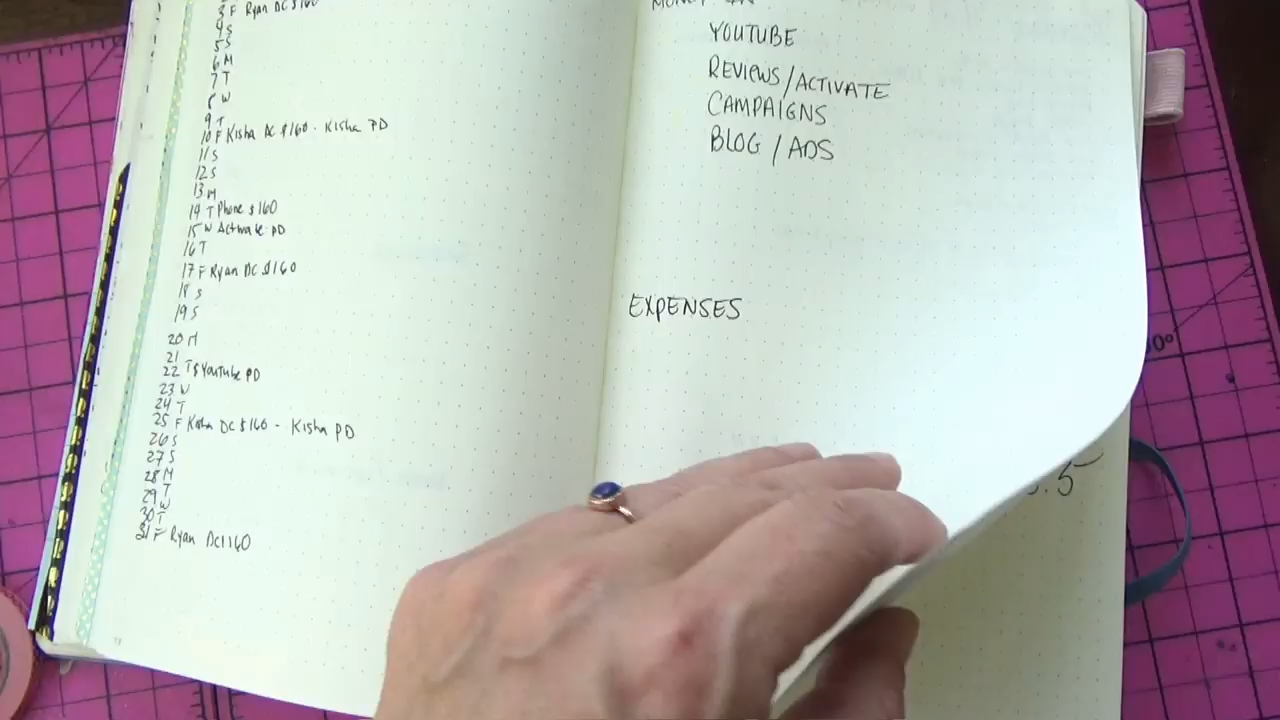 3 F Ryan DC $160
4 S
5 S
6 M
7 T
8 W
9 T
10 F Kisha DC $160 - Kisha PD
11 S
12 S
13 M
14 T Phone $160
15 W Activate PD
16 T
17 F Ryan DC $160
18 S
19 S
20 M
21
22 T $ YouTube PD
23 W
24 T
25 F Kisha DC $160 - Kisha PD
26 S
27 S
28 M
29 T
30 W
T
31 F Ryan DC 160
MONEY
YOUTUBE
REVIEWS/ACTIVATE
CAMPAIGNS
BLOG / ADS
EXPENSES